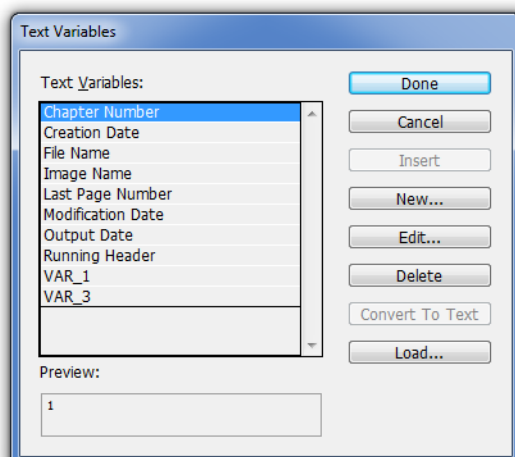 Text Variables
Text Variables:
Chapter Number
Creation Date
File Name
Image Name
Last Page Number
Modification Date
Output Date
Running Header
VAR_1
VAR_3
Preview:
1
Done
Cancel
Insert
New...
Edit...
Delete
Convert To Text
Load...